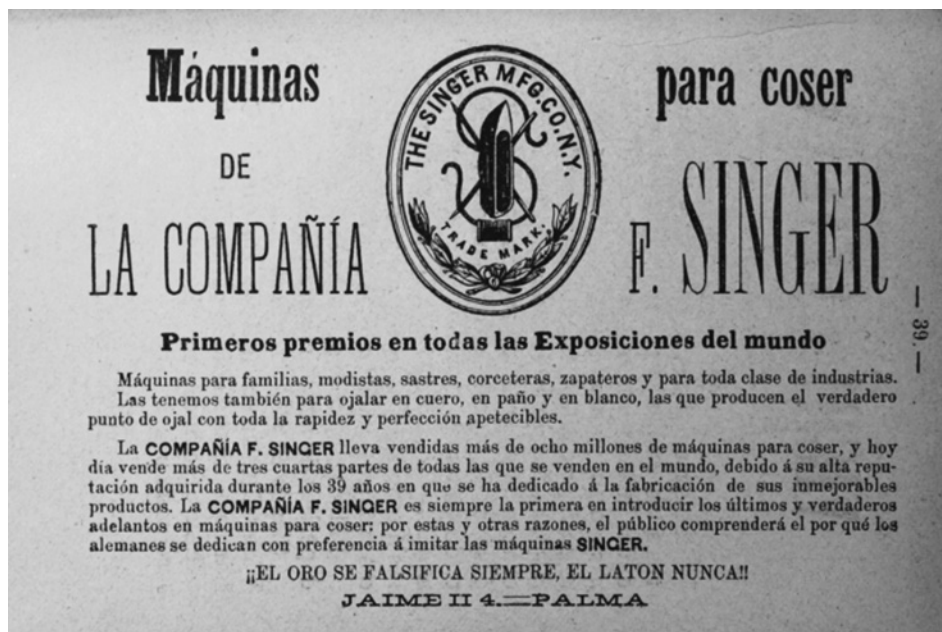 Máquinas para coser
DE
LA COMPAÑÍA F. SINGER
THE SINGER MFG. CO. N.Y.
TRADE MARK.
Primeros premios en todas las Exposiciones del mundo
Máquinas para familias, modistas, sastres, corceteras, zapateros y para toda clase de industrias.
Las tenemos también para ojalar en cuero, en paño y en blanco, las que producen el verdadero
punto de ojal con toda la rapidez y perfección apetecibles.
La COMPAÑÍA F. SINGER lleva vendidas más de ocho millones de máquinas para coser, y hoy
día vende más de tres cuartas partes de todas las que se venden en el mundo, debido á su alta repu-
tación adquirida durante los 39 años en que se ha dedicado á la fabricación de sus inmejorables
productos. La COMPAÑÍA F. SINGER es siempre la primera en introducir los últimos y verdaderos
adelantos en máquinas para coser: por estas y otras razones, el público comprenderá el por qué los
alemanes se dedican con preferencia á imitar las máquinas SINGER.
¡¡EL ORO SE FALSIFICA SIEMPRE, EL LATON NUNCA!!
JAIME II 4.—PALMA
— 39.—